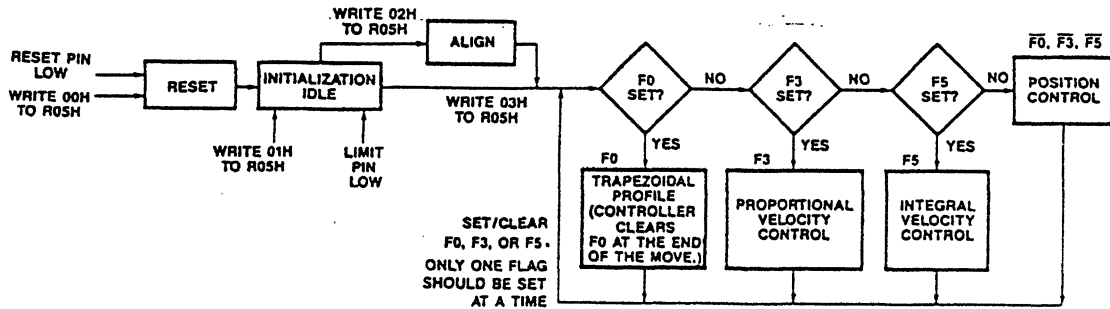 WRITE 02H
TO R05H
ALIGN
RESET PIN
LOW
WRITE 00H
TO R05H
RESET
INITIALIZATION
IDLE
WRITE 03H
TO R05H
WRITE 01H
TO R05H
LIMIT
PIN
LOW
F0
SET?
NO
F3
SET?
NO
F5
SET?
NO
F0, F3, F5
POSITION
CONTROL
YES
YES
YES
F0
TRAPEZOIDAL
PROFILE
(CONTROLLER
CLEARS
F0 AT THE END
OF THE MOVE.)
F3
PROPORTIONAL
VELOCITY
CONTROL
F5
INTEGRAL
VELOCITY
CONTROL
SET/CLEAR
F0, F3, OR F5.
ONLY ONE FLAG
SHOULD BE SET
AT A TIME